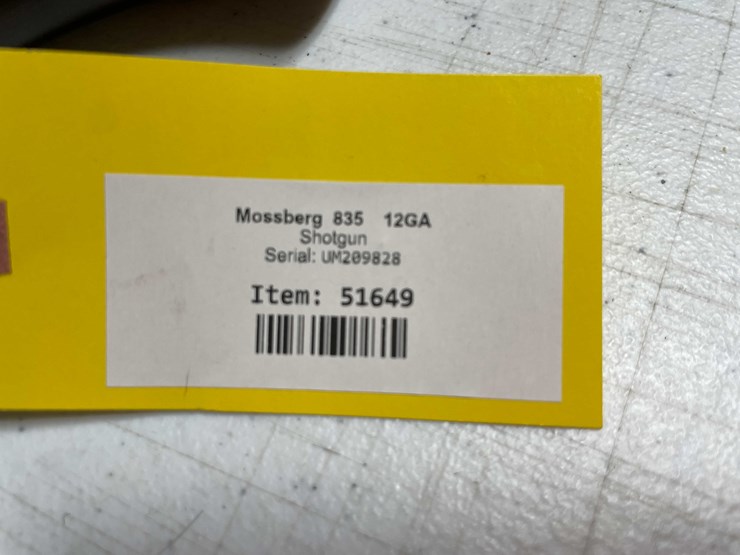 Mossberg 835 12GA
Shotgun
Serial: UM209828
Item: 51649